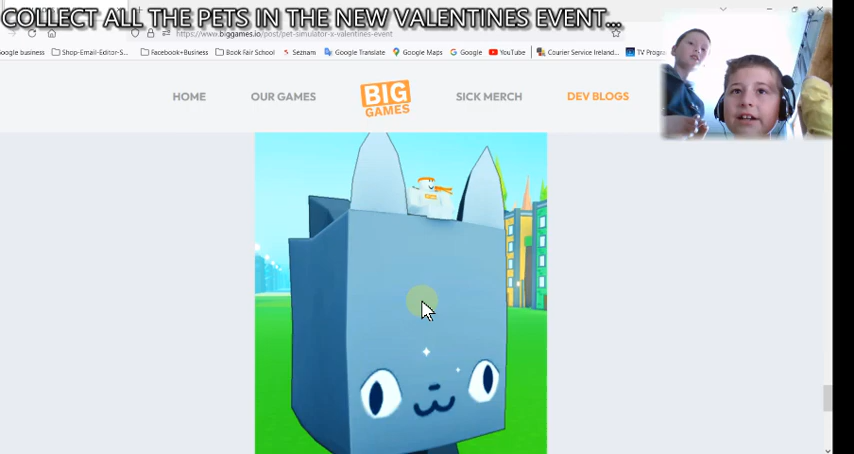 COLLECT ALL THE PETS IN THE NEW VALENTINES EVENT...
https://www.biggames.io/post/pet-simulator-x-valentines-event
oogle business Shop-Email-Editor-S... Facebook+Business Book Fair School Seznam Google Translate Google Maps Google YouTube Courier Service Ireland... TV Progra
HOME OUR GAMES BIG GAMES SICK MERCH DEV BLOGS